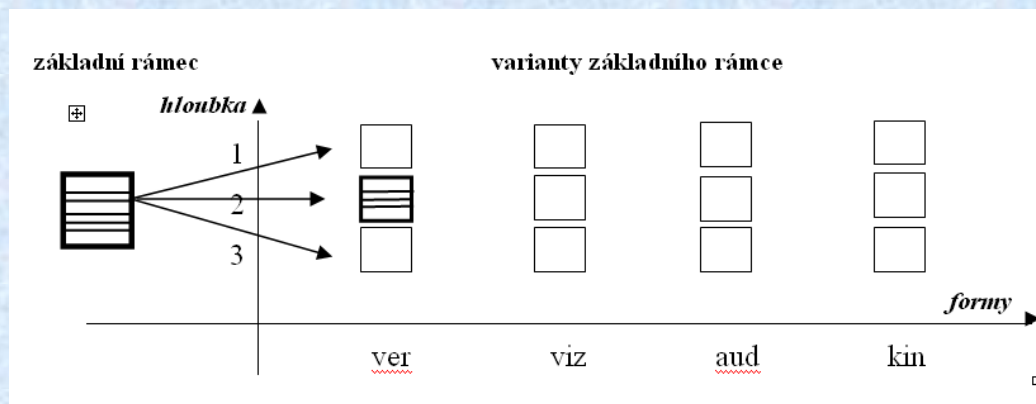 základní rámec
varianty základního rámce
hloubka
1
2
3
formy
ver
viz
aud
kin